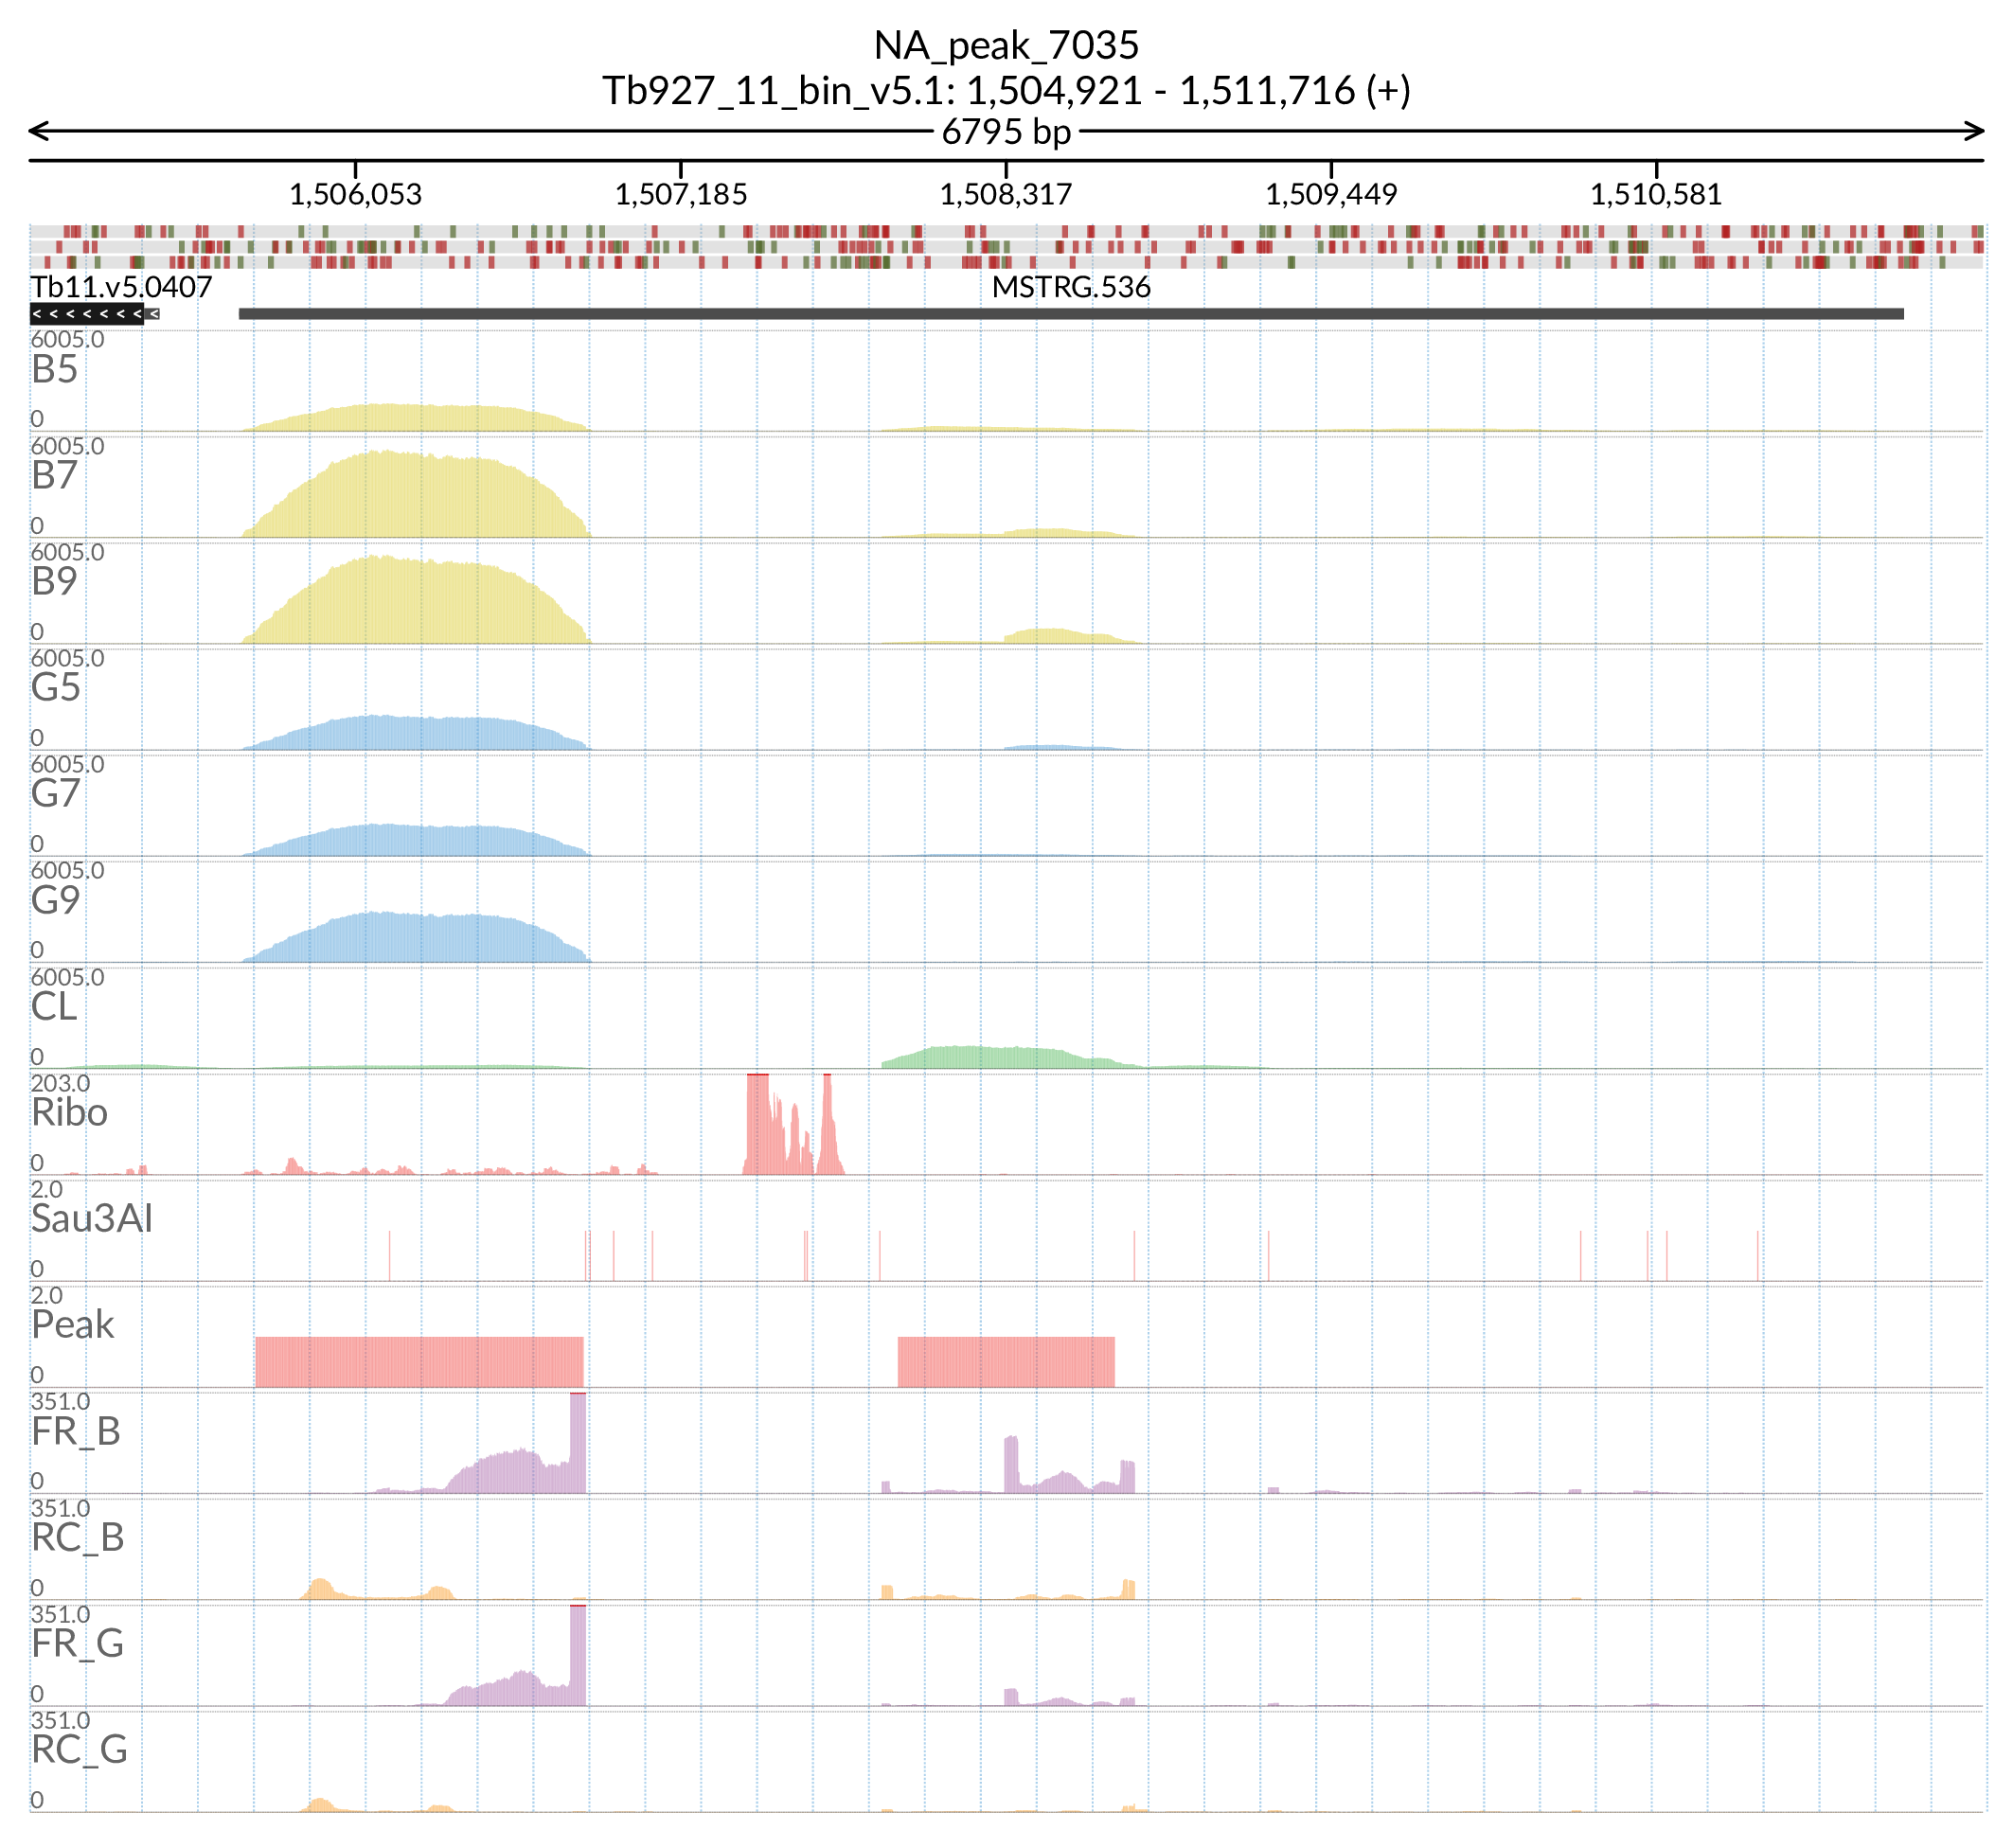 NA_peak_7035
Tb927_11_bin_v5.1: 1,504,921 - 1,511,716 (+)
6795 bp
1,506,053 1,507,185 1,508,317 1,509,449 1,510,581
Tb11.v5.0407 MSTRG.536
6005.0
B5
0
6005.0
B7
0
6005.0
B9
0
6005.0
G5
0
6005.0
G7
0
6005.0
G9
0
6005.0
CL
0
203.0
Ribo
0
2.0
Sau3AI
0
2.0
Peak
0
351.0
FR_B
0
351.0
RC_B
0
351.0
FR_G
0
351.0
RC_G
0